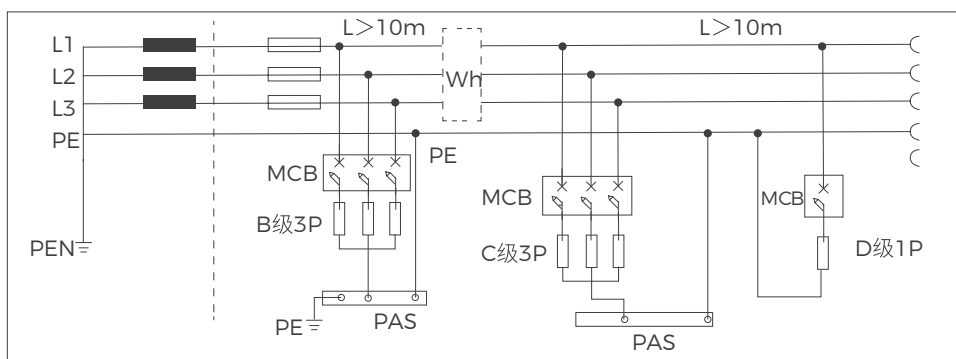 L1
L2
L3
PE
PEN
L＞10m
Wh
L＞10m
MCB
B级3P
PE
PE
PAS
MCB
C级3P
PAS
MCB
D级1P